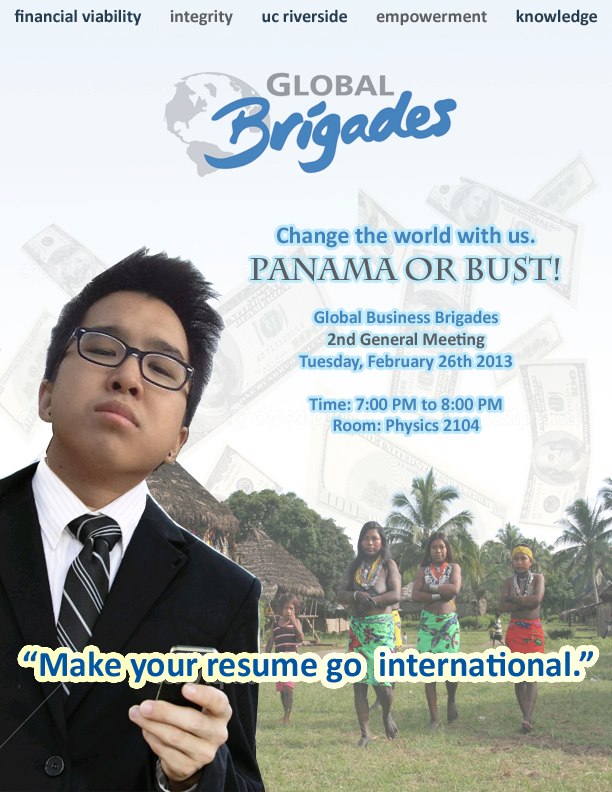 financial viability integrity uc riverside empowerment knowledge
GLOBAL
Brigades
Change the world with us.
PANAMA OR BUST!
Global Business Brigades
2nd General Meeting
Tuesday, February 26th 2013
Time: 7:00 PM to 8:00 PM
Room: Physics 2104
“Make your resume go international.”